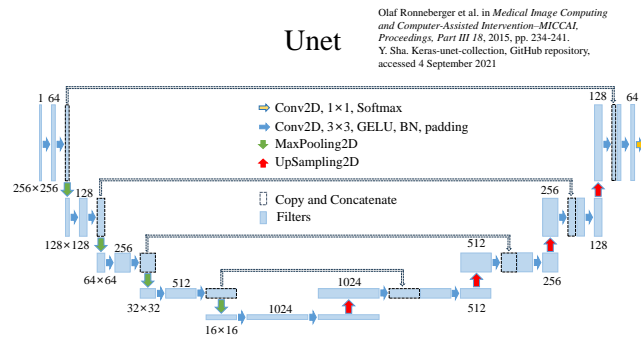 Unet
Olaf Ronneberger et al. in Medical Image Computing
and Computer-Assisted Intervention–MICCAI,
Proceedings, Part III 18, 2015, pp. 234-241.
Y. Sha. Keras-unet-collection, GitHub repository,
accessed 4 September 2021
1 64
128 64
Conv2D, 1×1, Softmax
Conv2D, 3×3, GELU, BN, padding
MaxPooling2D
UpSampling2D
256×256
128
256
Copy and Concatenate
Filters
128×128
128
256
512
64×64
256
512
1024
32×32
512
16×16
1024